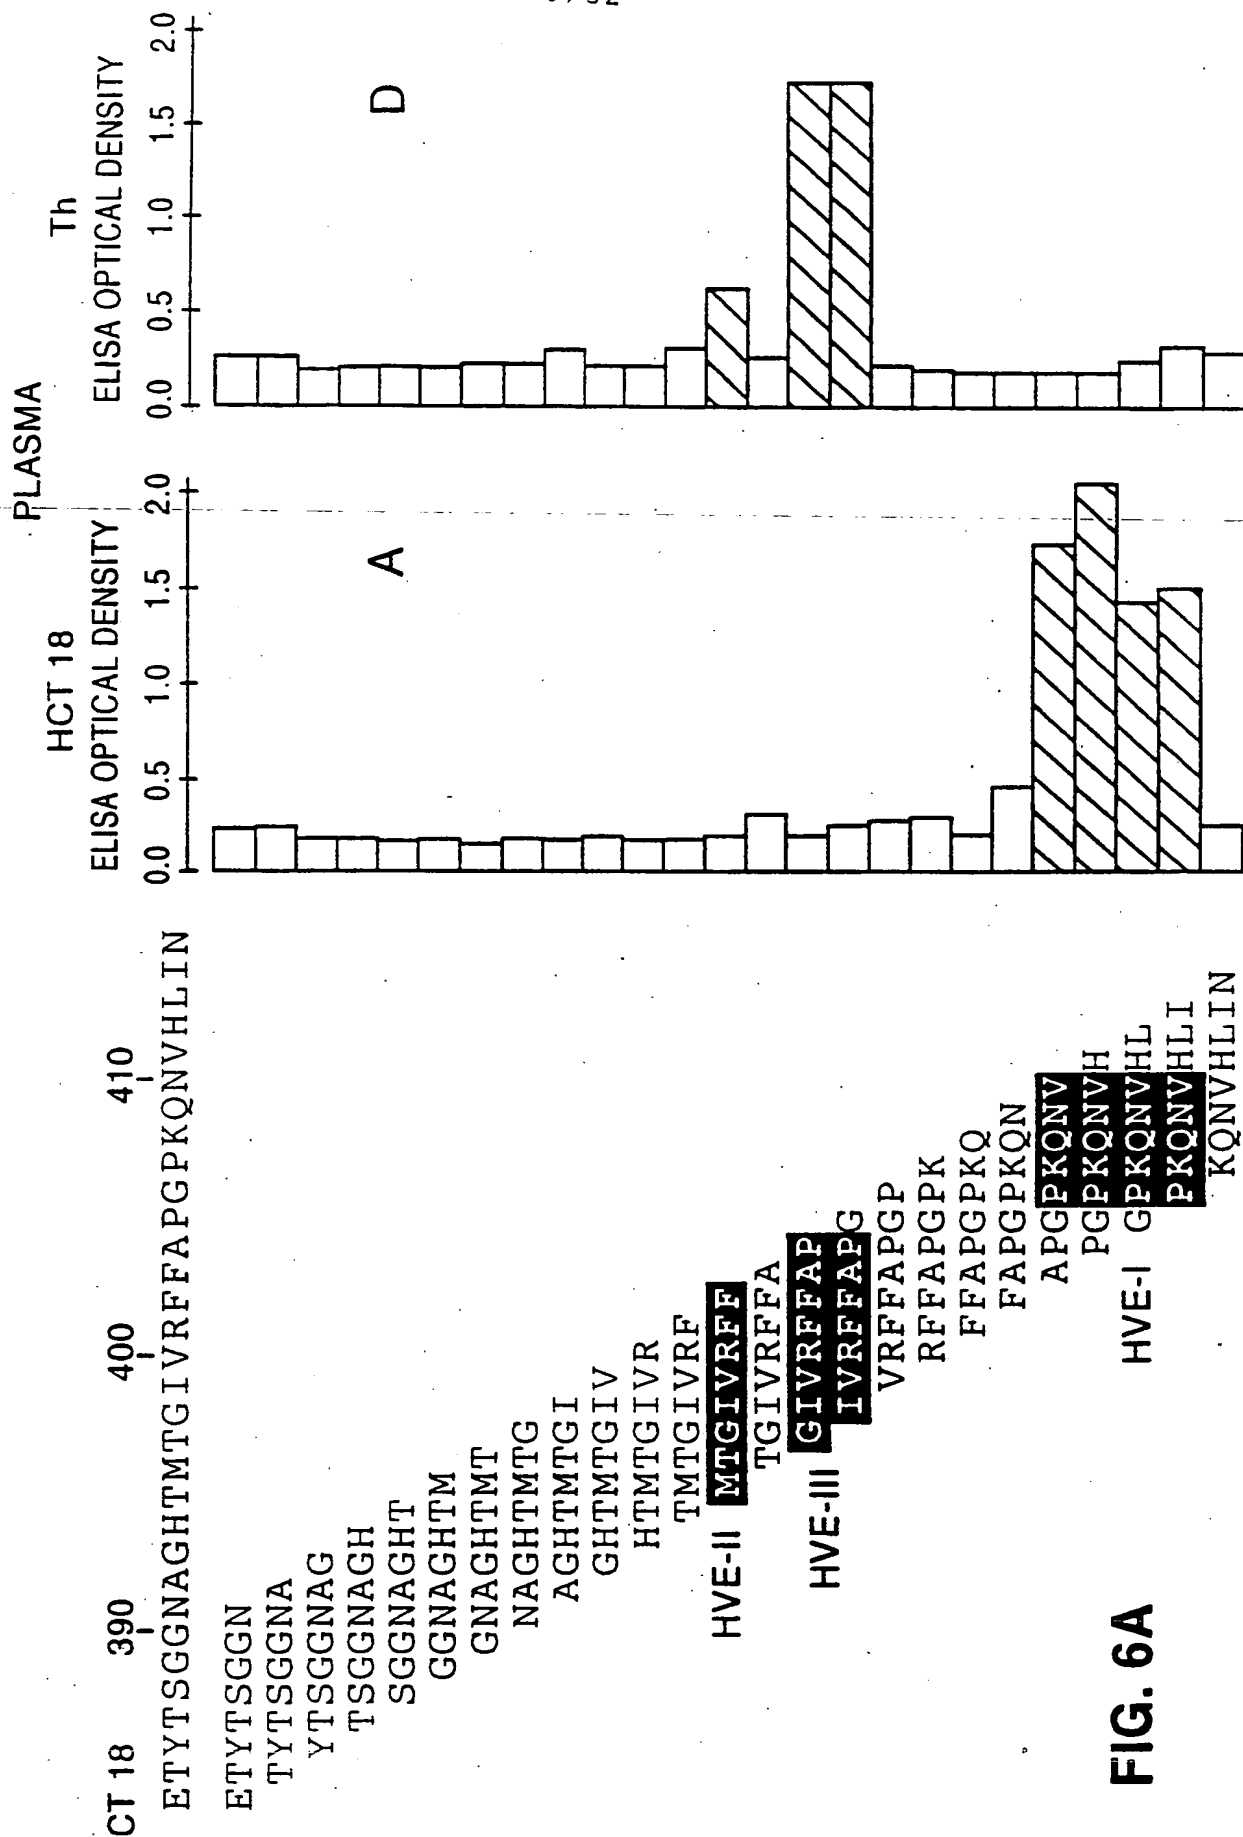 PLASMA
HCT 18
Th
ELISA OPTICAL DENSITY
ELISA OPTICAL DENSITY
CT 18
390
400
410
0.0 0.5 1.0 1.5 2.0
0.0 0.5 1.0 1.5 2.0
ETYTSGGNAGHTMTGIVRFFAPGPKQNVHLIN
ETYTSGGN
TYTSGGNA
YTSGGNAG
TSGGNAGH
SGGNAGHT
GGNAGHTM
GNAGHTMT
NAGHTMTG
AGHTMTGI
GHTMTGIV
HTMTGIVR
TMTGIVRF
HVE-II MTGIVRFF
TGIVRFFA
GIVRFFAP
HVE-III
IVRFFAPG
VRFFAPGP
RFFAPGPK
FFAPGPKQ
FAPGPKQN
APGPKQNV
PGPKQNVH
HVE-I GPKQNVHL
PKQNVHLI
KQNVHLIN
A
D
FIG. 6A